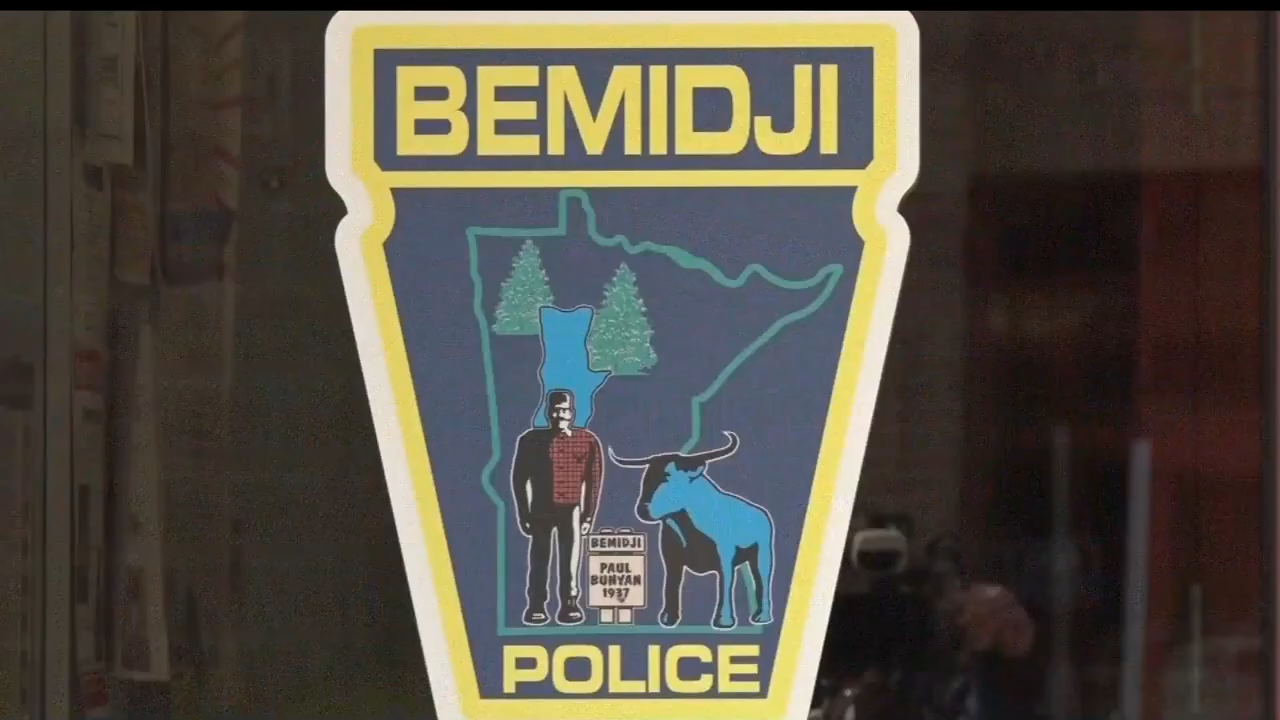 BEMIDJI
BEMIDJI
PAUL
BUNYAN
1937
POLICE